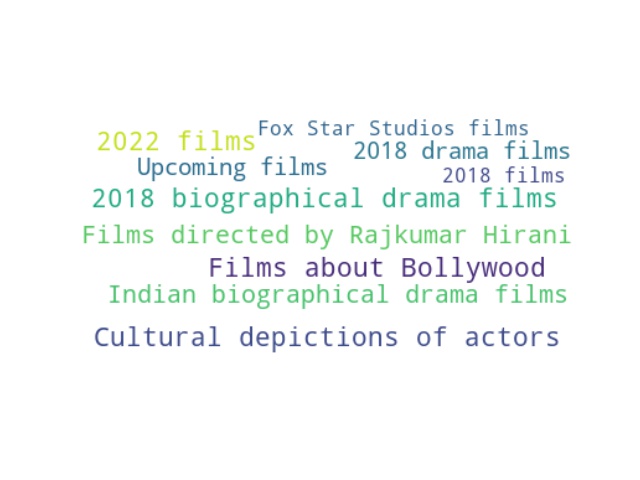 Fox Star Studios films
2022 films
2018 drama films
Upcoming films
2018 films
2018 biographical drama films
Films directed by Rajkumar Hirani
Films about Bollywood
Indian biographical drama films
Cultural depictions of actors